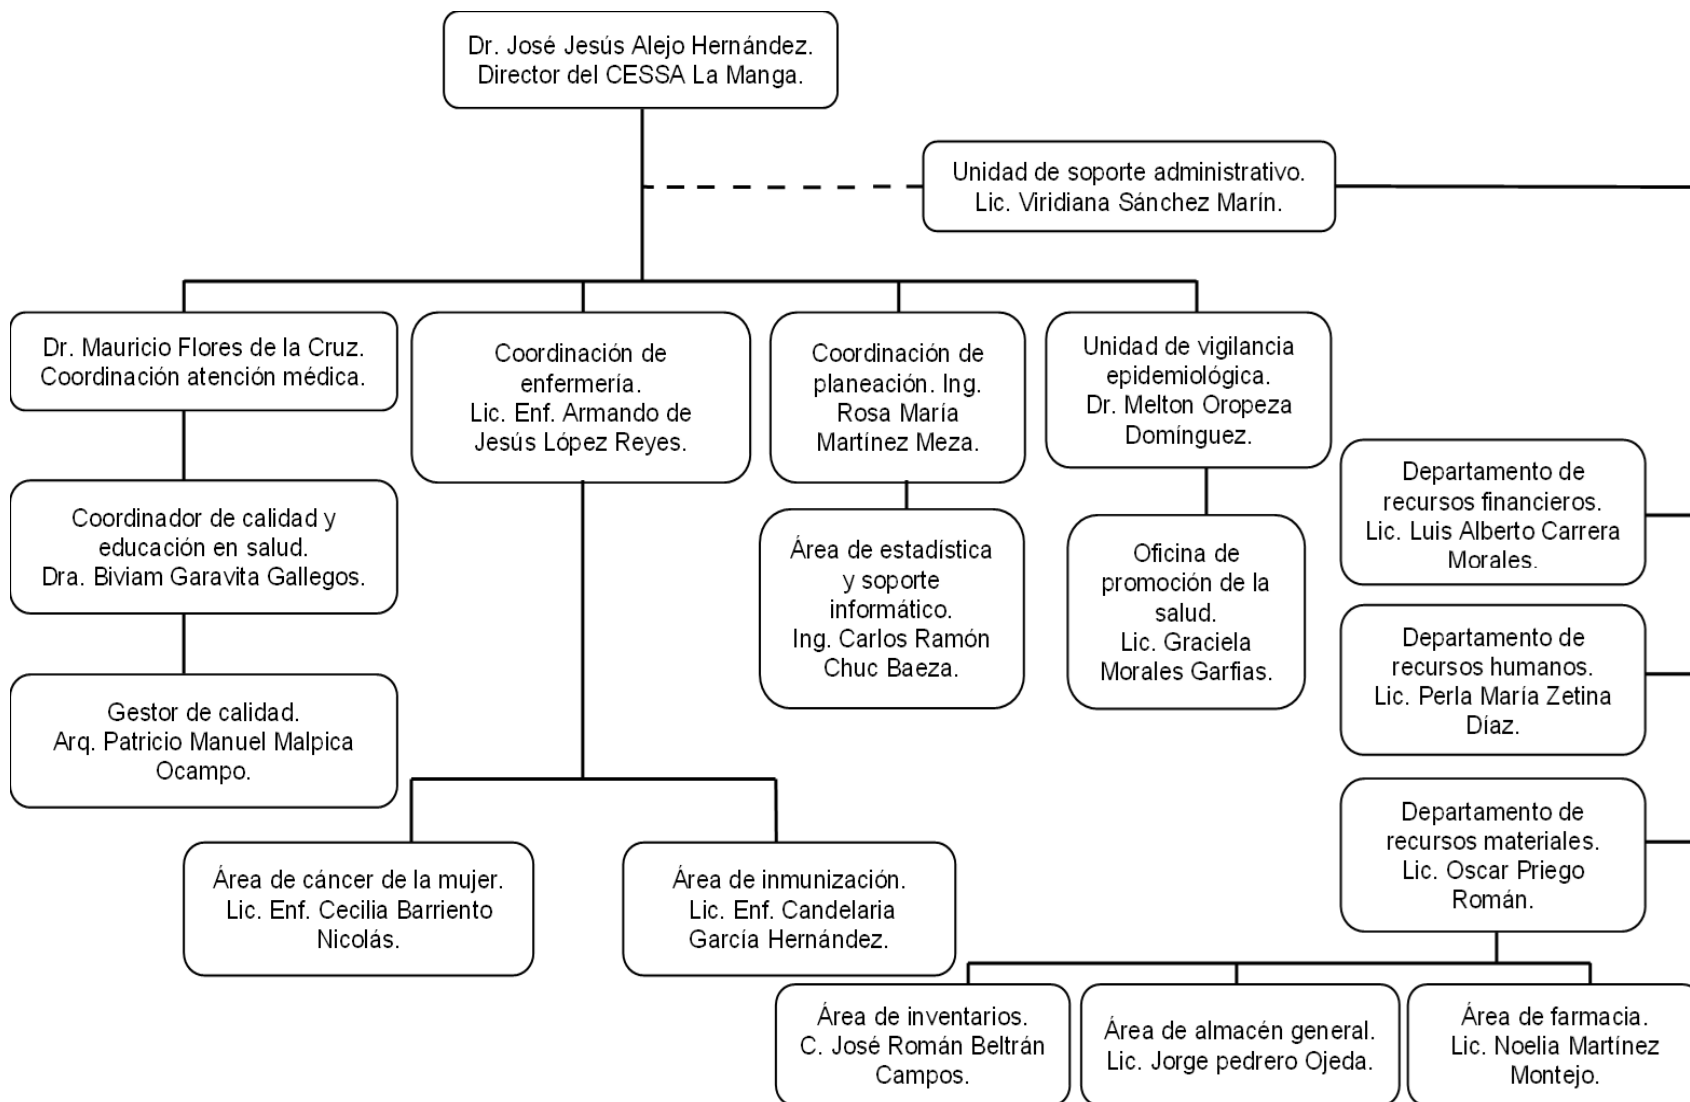 Dr. José Jesús Alejo Hernández.
Director del CESSA La Manga.
Unidad de soporte administrativo.
Lic. Viridiana Sánchez Marín.
Dr. Mauricio Flores de la Cruz.
Coordinación atención médica.
Coordinación de
enfermería.
Lic. Enf. Armando de
Jesús López Reyes.
Coordinación de
planeación. Ing.
Rosa María
Martínez Meza.
Unidad de vigilancia
epidemiológica.
Dr. Melton Oropeza
Domínguez.
Departamento de
recursos financieros.
Lic. Luis Alberto Carrera
Morales.
Coordinador de calidad y
educación en salud.
Dra. Biviam Garavita Gallegos.
Área de estadística
y soporte
informático.
Ing. Carlos Ramón
Chuc Baeza.
Oficina de
promoción de la
salud.
Lic. Graciela
Morales Garfias.
Departamento de
recursos humanos.
Lic. Perla María Zetina
Díaz.
Gestor de calidad.
Arq. Patricio Manuel Malpica
Ocampo.
Departamento de
recursos materiales.
Lic. Oscar Priego
Román.
Área de cáncer de la mujer.
Lic. Enf. Cecilia Barriento
Nicolás.
Área de inmunización.
Lic. Enf. Candelaria
García Hernández.
Área de inventarios.
C. José Román Beltrán
Campos.
Área de almacén general.
Lic. Jorge pedrero Ojeda.
Área de farmacia.
Lic. Noelia Martínez
Montejo.